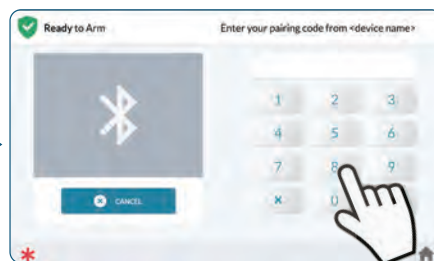 Ready to Arm
Enter your pairing code from <device name>
1 2 3
4 5 6
7 8 9
CANCEL
× 0
*